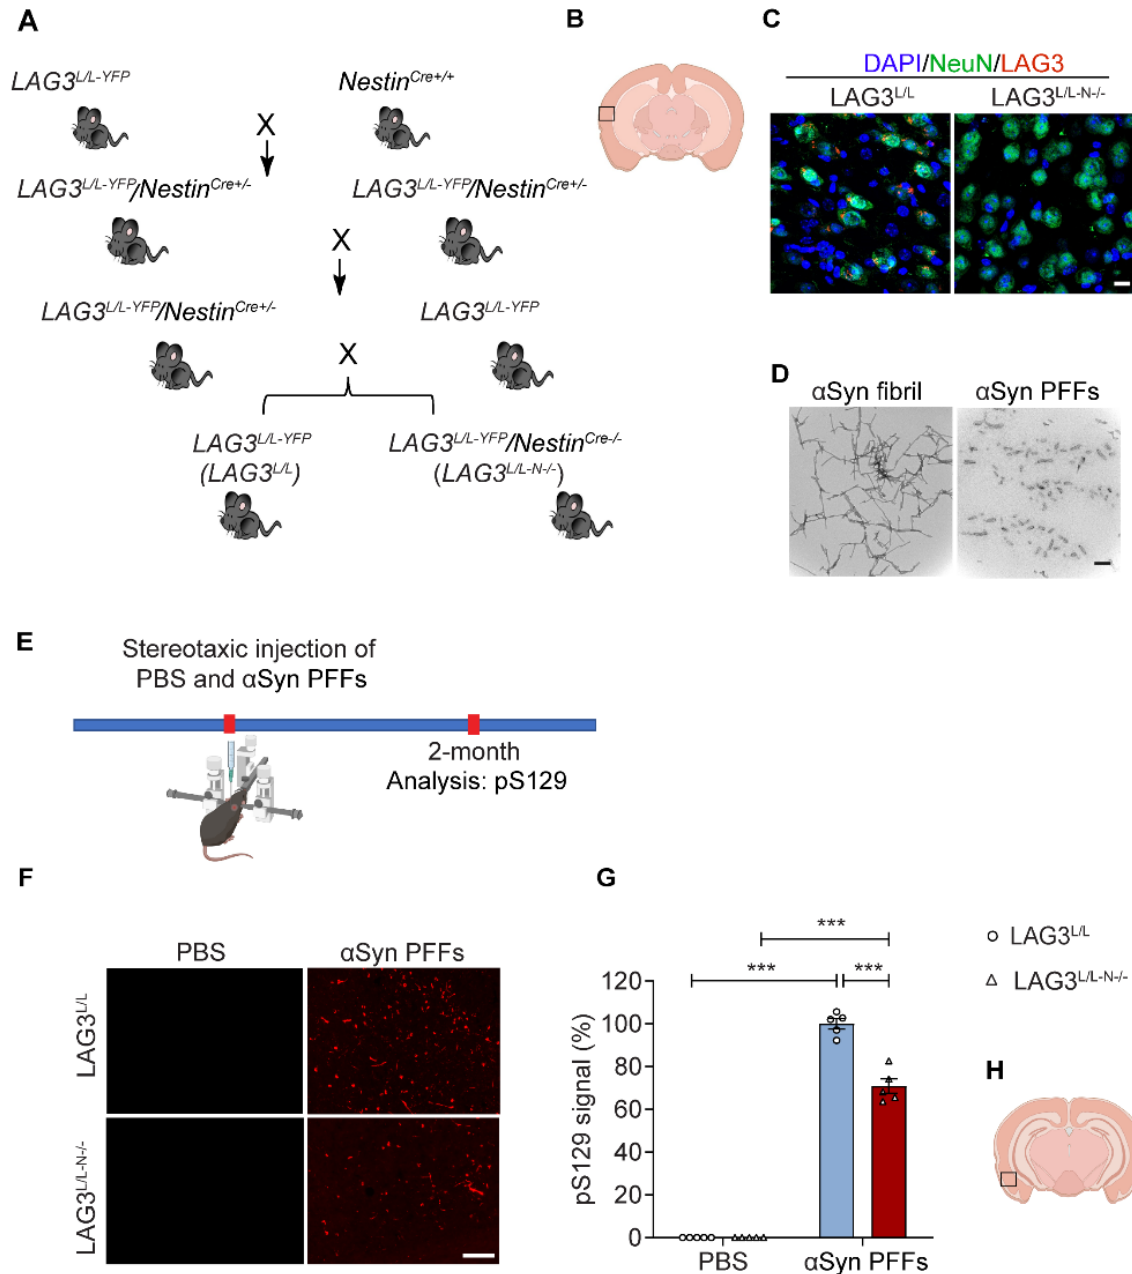 A
LAG3L/L-YFP
NestinCre+/+
X
LAG3L/L-YFP/NestinCre+/-
LAG3L/L-YFP/NestinCre+/-
X
LAG3L/L-YFP/NestinCre+/-
LAG3L/L-YFP
X
LAG3L/L-YFP
(LAG3L/L)
LAG3L/L-YFP/NestinCre-/-
(LAG3L/L-N-/-)
B
C
DAPI/NeuN/LAG3
LAG3L/L
LAG3L/L-N-/-
D
αSyn fibril
αSyn PFFs
E
Stereotaxic injection of
PBS and αSyn PFFs
2-month
Analysis: pS129
F
PBS
αSyn PFFs
LAG3L/L
LAG3L/L-N-/-
G
***
***
***
LAG3L/L
LAG3L/L-N-/-
pS129 signal (%)
120
100
80
60
40
20
0
PBS
αSyn PFFs
H